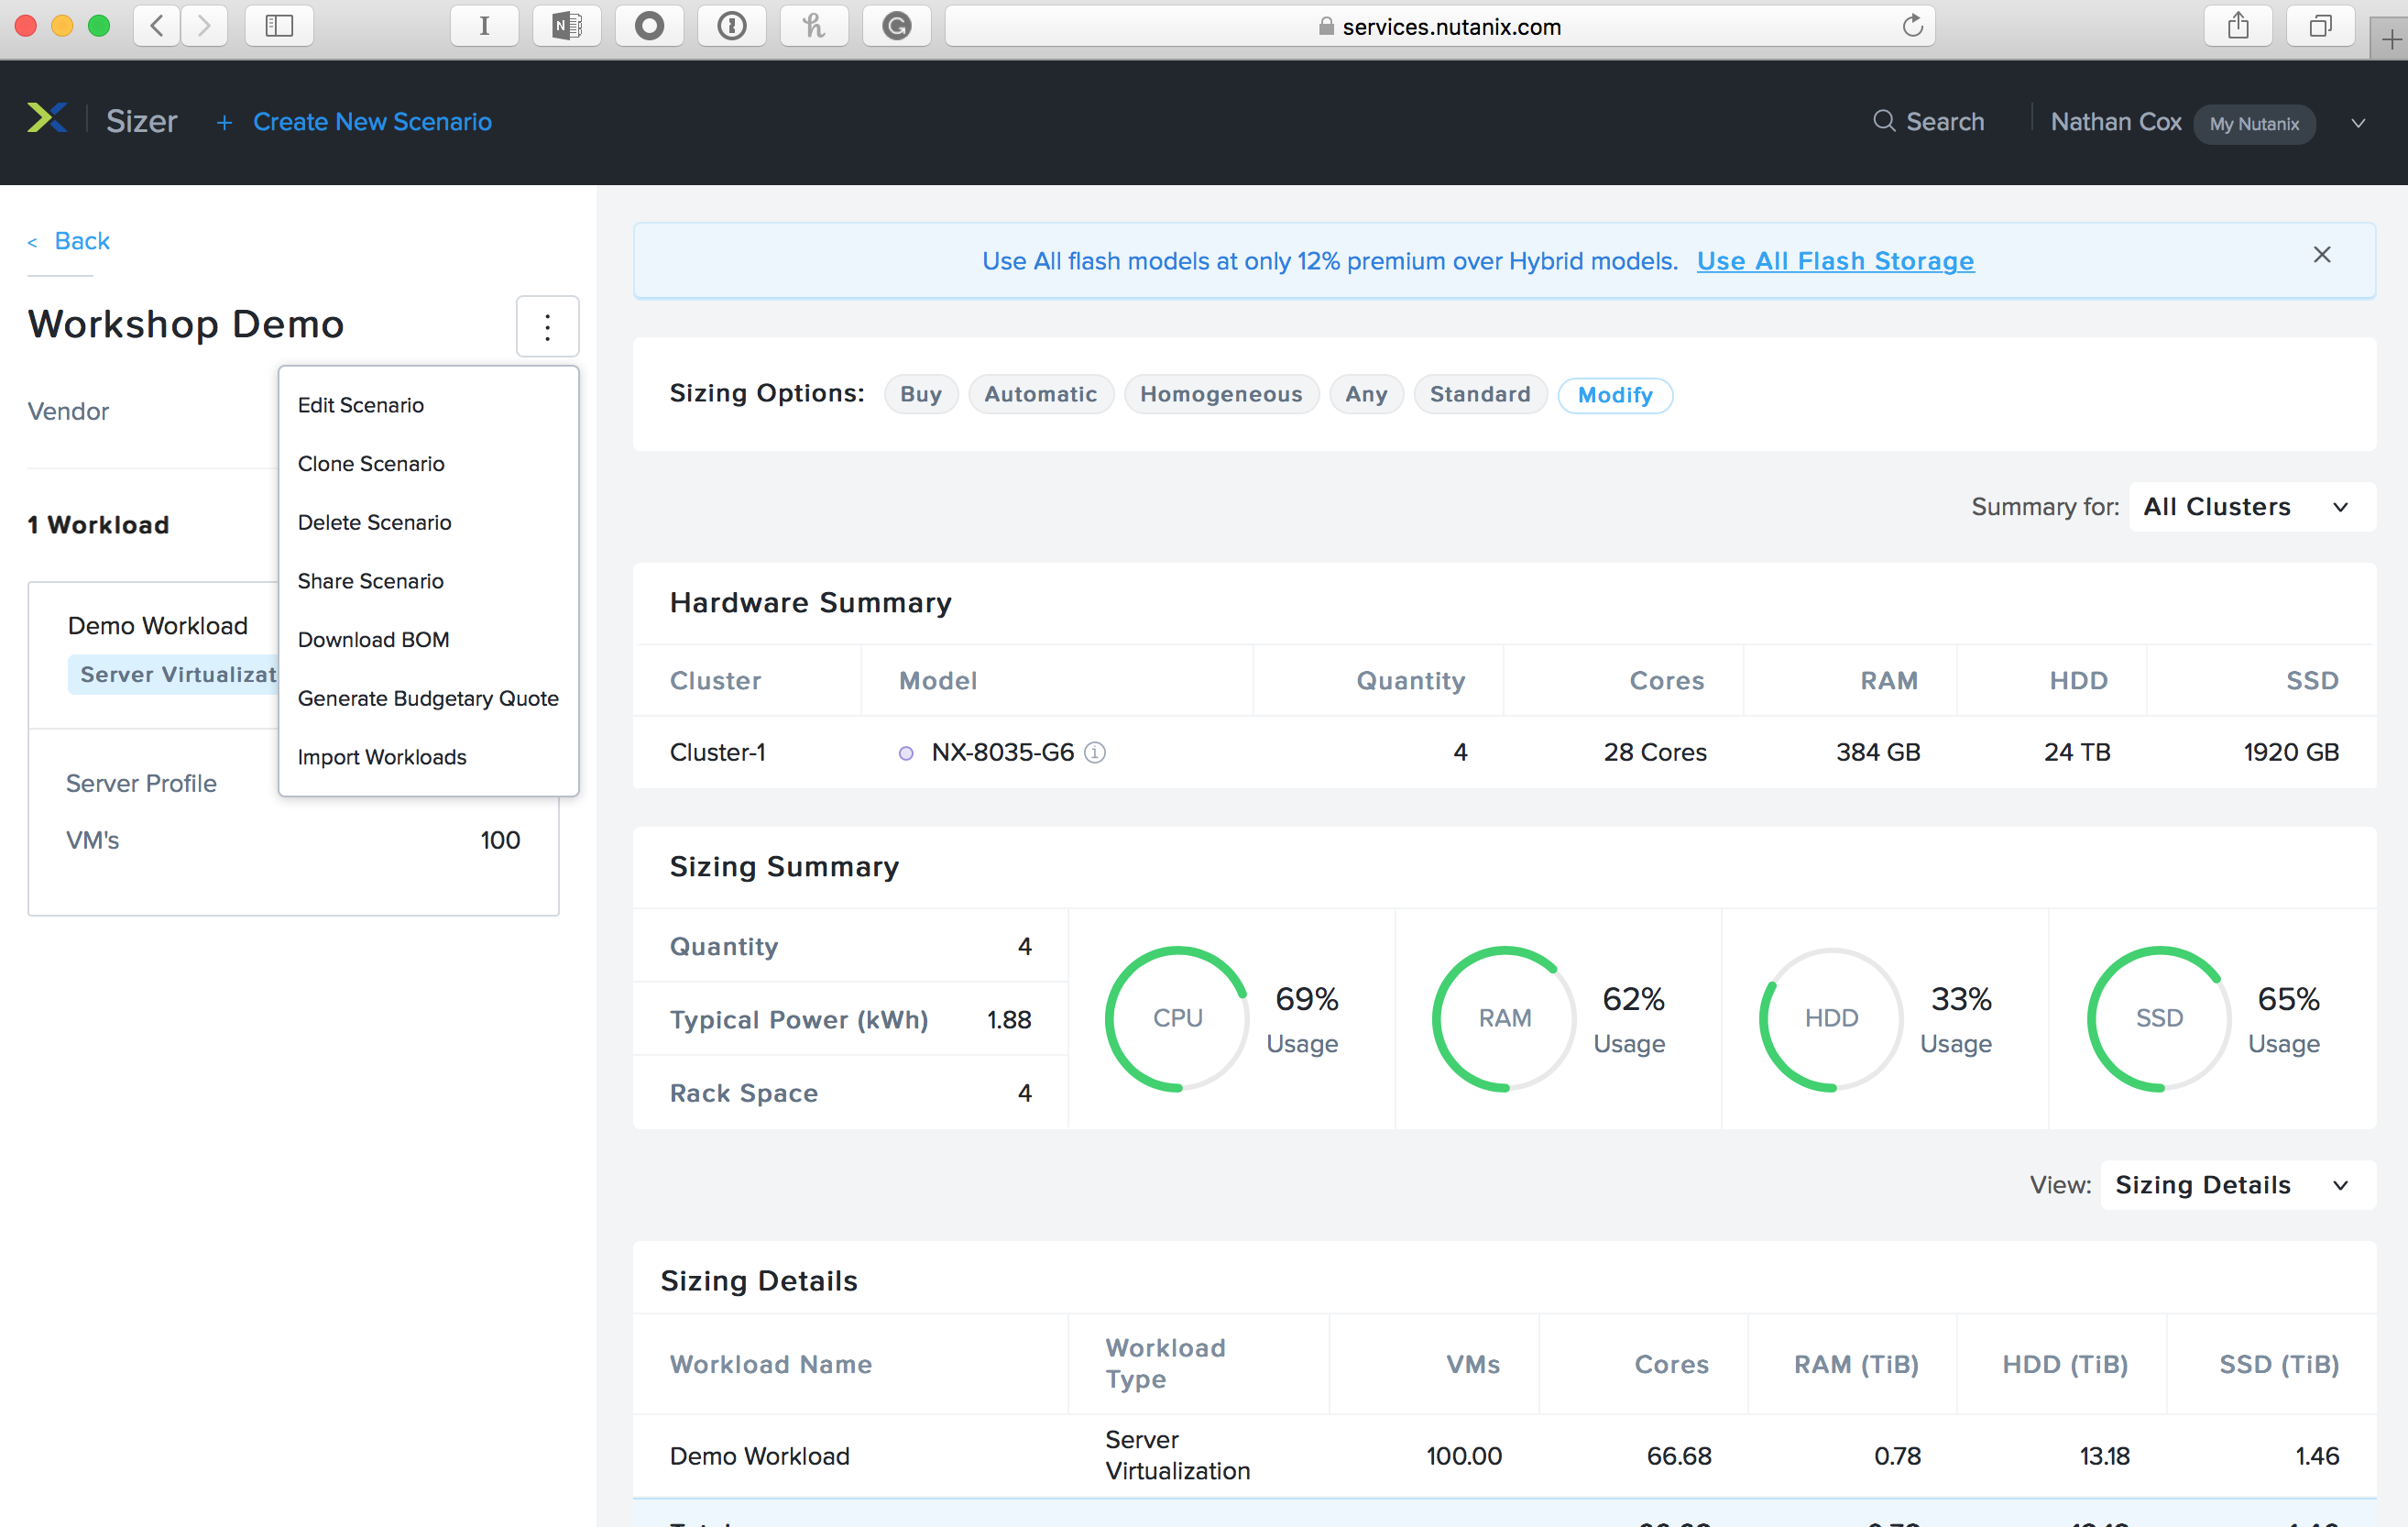 services.nutanix.com
Sizer + Create New Scenario
Search Nathan Cox My Nutanix
< Back
Workshop Demo
Vendor
Edit Scenario
Clone Scenario
Delete Scenario
Share Scenario
Download BOM
Generate Budgetary Quote
Import Workloads
1 Workload
Demo Workload
Server Virtualizat
Server Profile
VM's 100
Use All flash models at only 12% premium over Hybrid models. Use All Flash Storage
Sizing Options: Buy Automatic Homogeneous Any Standard Modify
Summary for: All Clusters
Hardware Summary
Cluster Model Quantity Cores RAM HDD SSD
Cluster-1 NX-8035-G6 4 28 Cores 384 GB 24 TB 1920 GB
Sizing Summary
Quantity 4
Typical Power (kWh) 1.88
Rack Space 4
CPU 69% Usage
RAM 62% Usage
HDD 33% Usage
SSD 65% Usage
View: Sizing Details
Sizing Details
Workload Name Workload Type VMs Cores RAM (TiB) HDD (TiB) SSD (TiB)
Demo Workload Server Virtualization 100.00 66.68 0.78 13.18 1.46